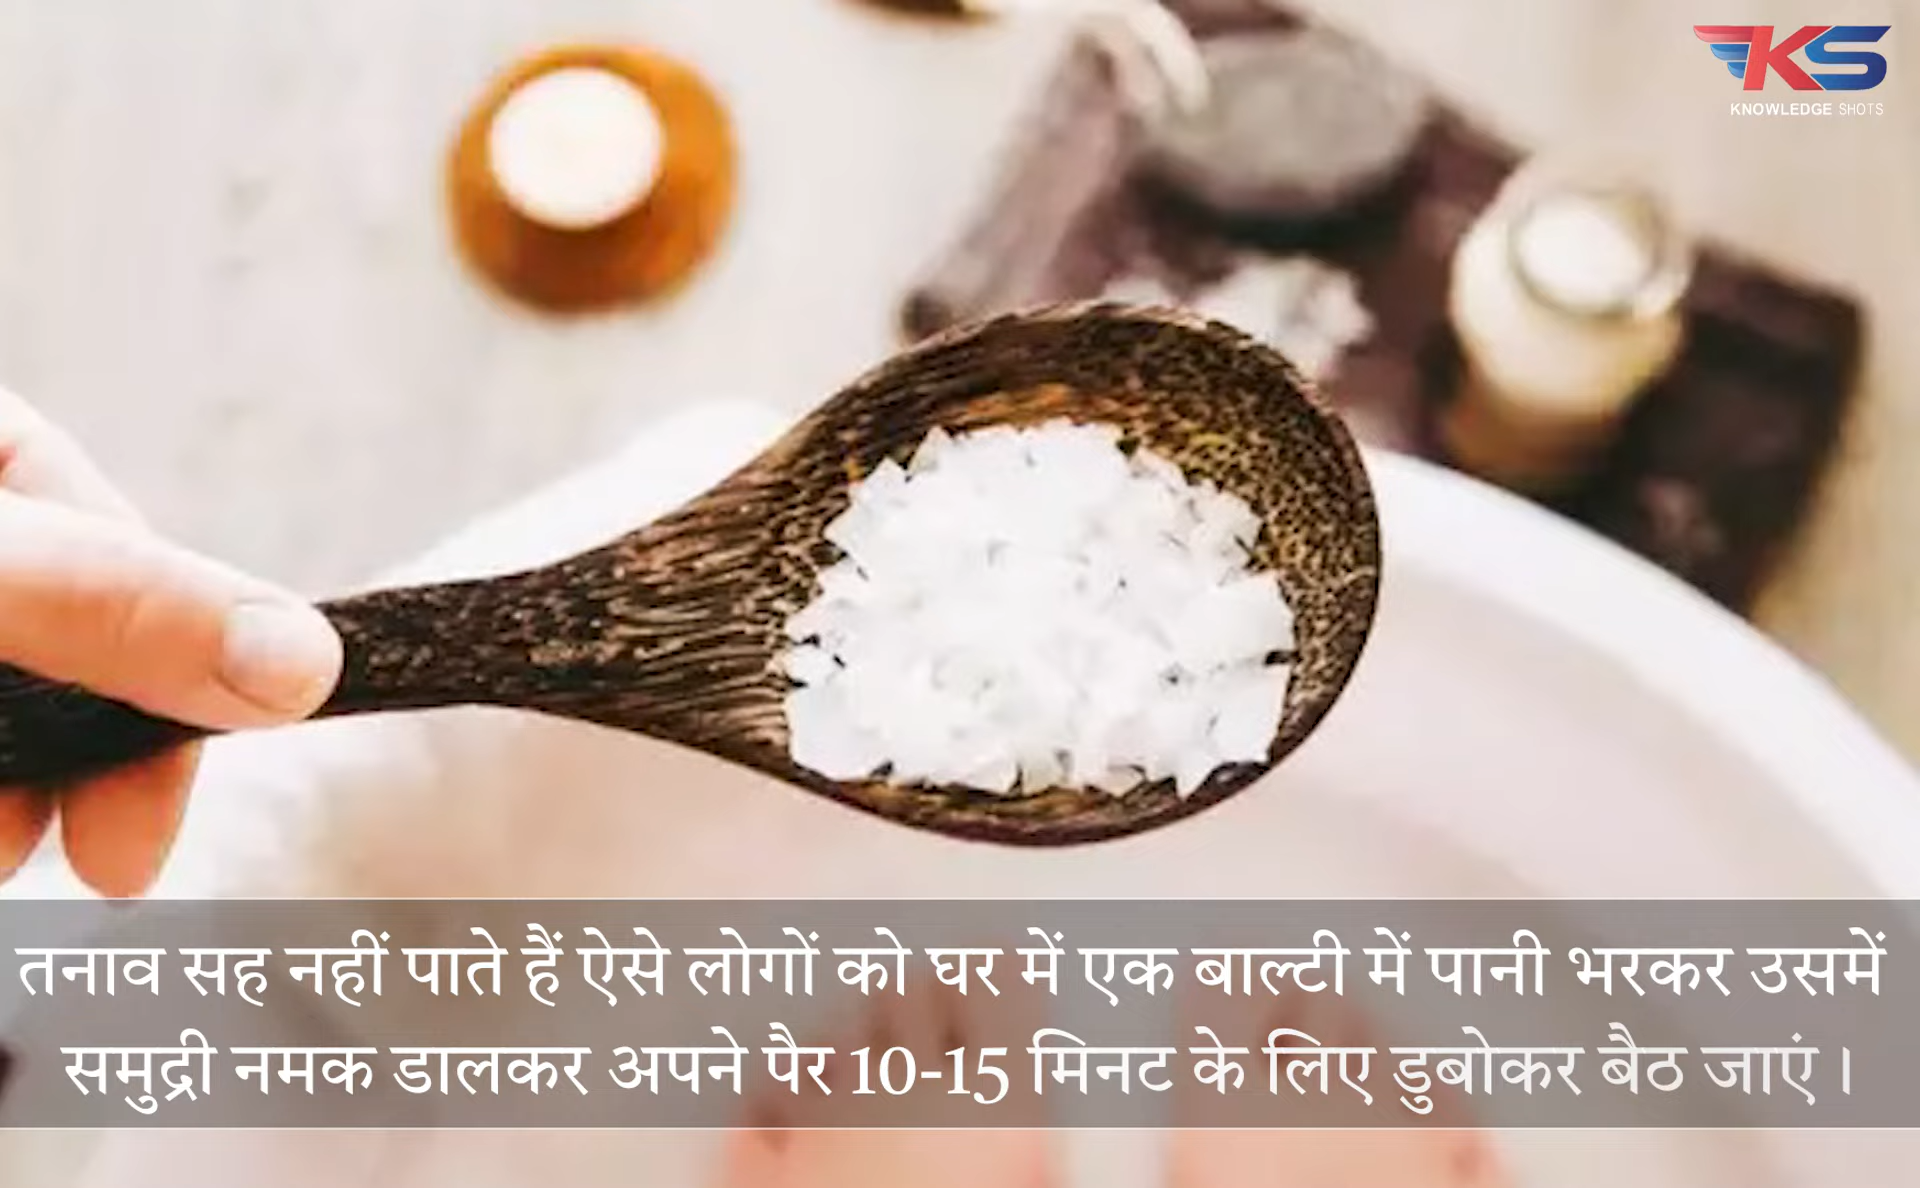 KS
KNOWLEDGE SHOTS
तनाव सह नहीं पाते हैं ऐसे लोगों को घर में एक बाल्टी में पानी भरकर उसमें
समुद्री नमक डालकर अपने पैर 10-15 मिनट के लिए डुबोकर बैठ जाएं।